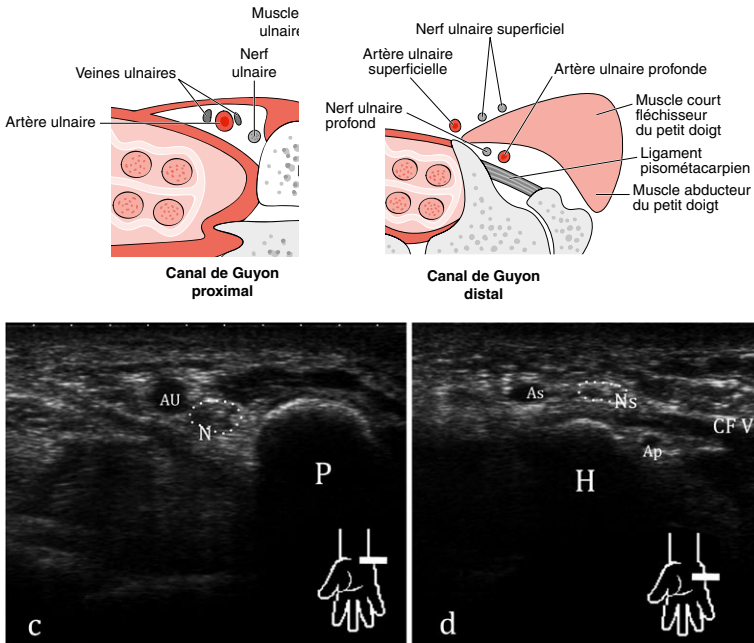 Muscle
ulnaire
Nerf
ulnaire
Veines ulnaires
Artère ulnaire
Canal de Guyon
proximal
Nerf ulnaire superficiel
Artère ulnaire
superficielle
Artère ulnaire profonde
Nerf ulnaire
profond
Muscle court
fléchisseur
du petit doigt
Ligament
pisométacarpien
Muscle abducteur
du petit doigt
Canal de Guyon
distal
AU
N
P
c
As
Ns
CF V
Ap
H
d